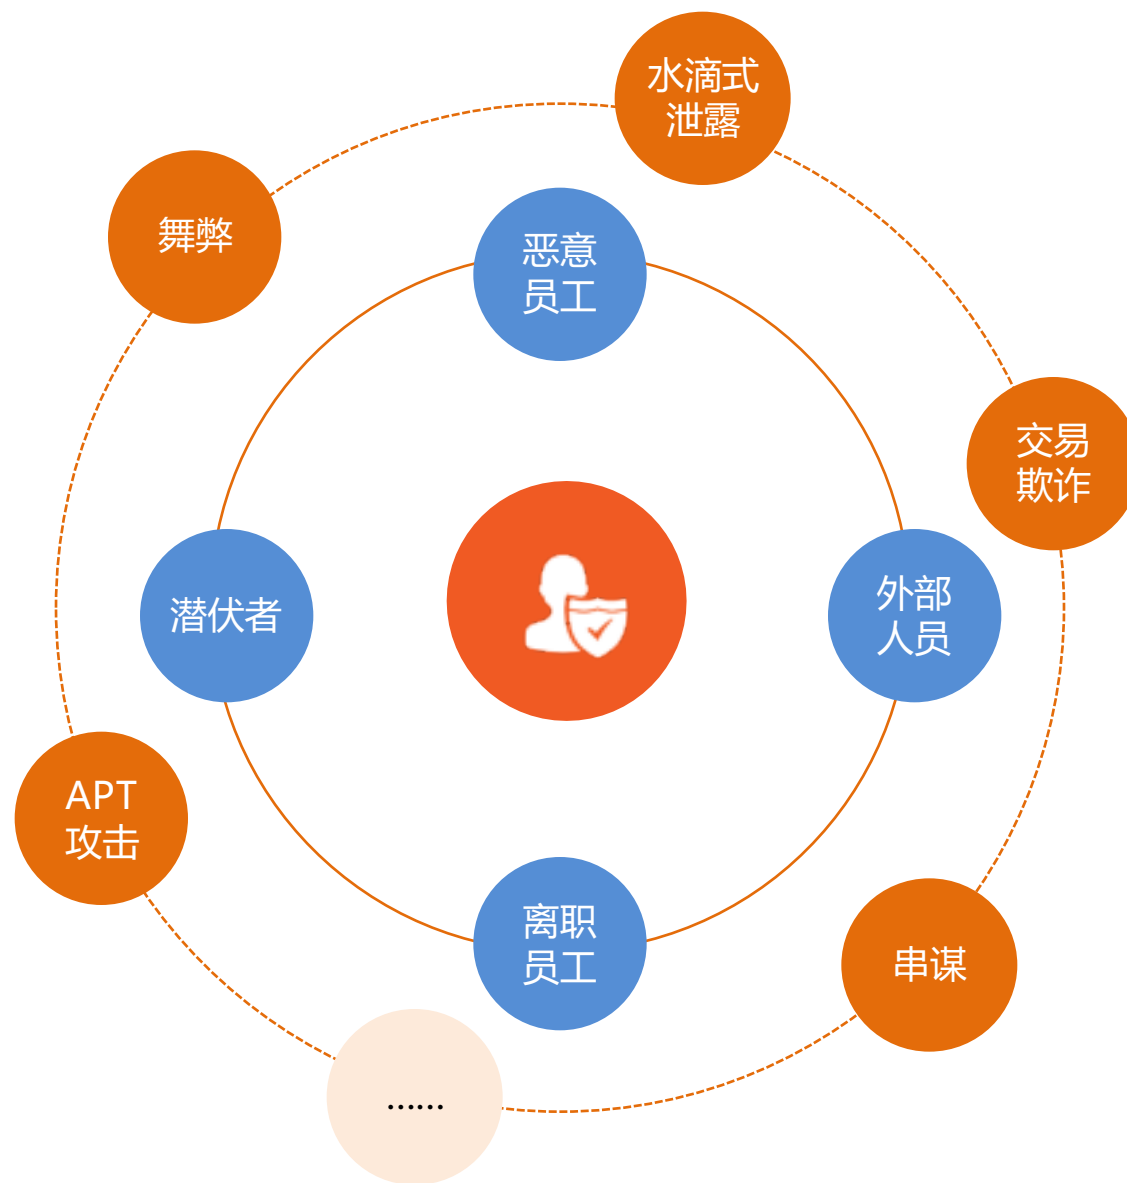 水滴式
泄露
舞弊
恶意
员工
交易
欺诈
潜伏者
外部
人员
APT
攻击
离职
员工
串谋
......